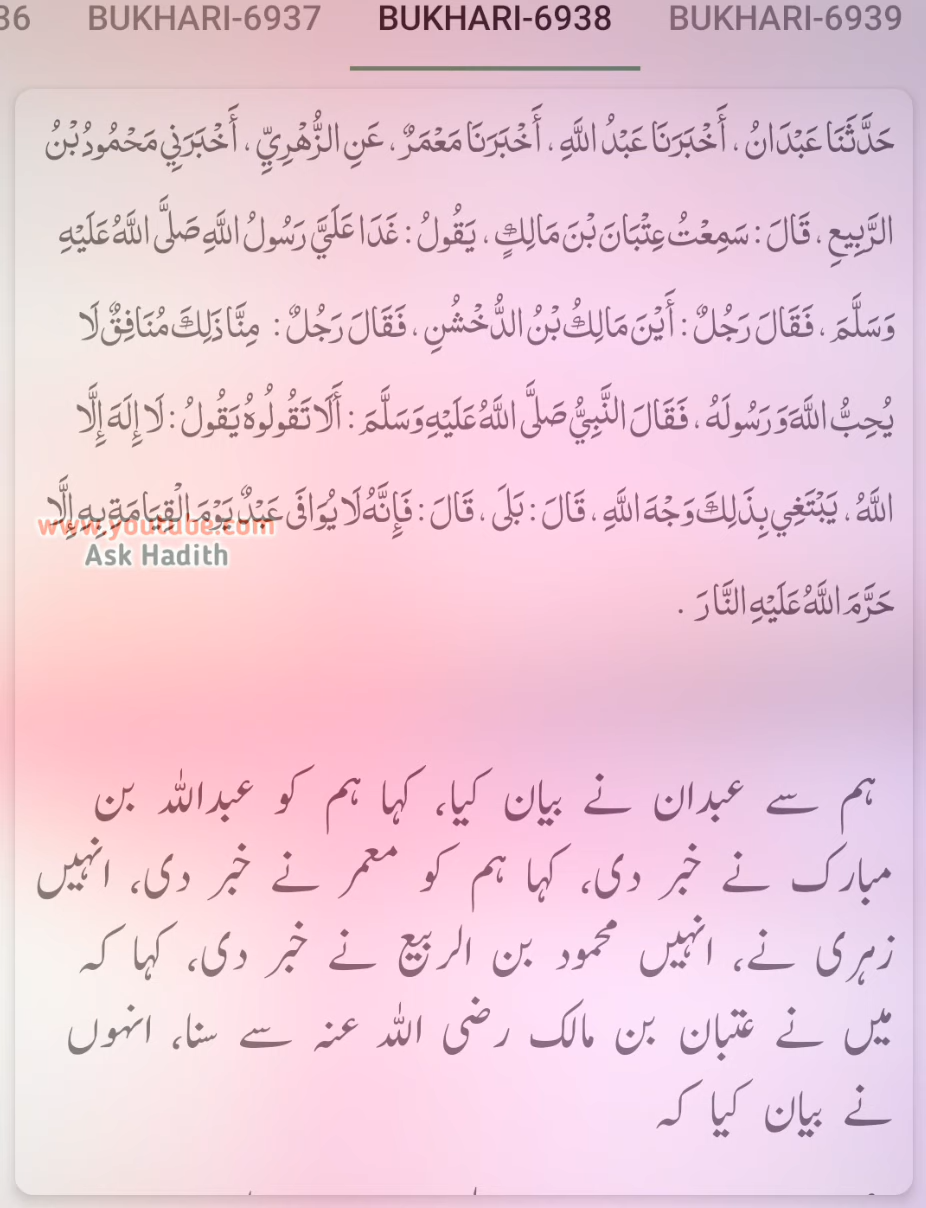 36 BUKHARI-6937 BUKHARI-6938 BUKHARI-6939
حَدَّثَنَا عَبْدَانُ ، أَخْبَرَنَا عَبْدُ اللَّهِ ، أَخْبَرَنَا مَعْمَرٌ ، عَنِ الزُّهْرِيِّ ، أَخْبَرَنِي مَحْمُودُ بْنُ
الرَّبِيعِ ، قَالَ : سَمِعْتُ عِتْبَانَ بْنَ مَالِكٍ ، يَقُولُ : غَدَا عَلَيَّ رَسُولُ اللَّهِ صَلَّى اللَّهُ عَلَيْهِ
وَسَلَّمَ ، فَقَالَ رَجُلٌ : أَيْنَ مَالِكُ بْنُ الدُّخْشُنِ ، فَقَالَ رَجُلٌ : مِنَّا ذَلِكَ مُنَافِقٌ لَا
يُحِبُّ اللَّهَ وَرَسُولَهُ ، فَقَالَ النَّبِيُّ صَلَّى اللَّهُ عَلَيْهِ وَسَلَّمَ : أَلَا تَقُولُوهُ يَقُولُ : لَا إِلَهَ إِلَّا
اللَّهُ ، يَبْتَغِي بِذَلِكَ وَجْهَ اللَّهِ ، قَالَ : بَلَى ، قَالَ : فَإِنَّهُ لَا يُوَافَى عَبْدٌ يَوْمَ الْقِيَامَةِ بِهِ إِلَّا
www.youtube.com
Ask Hadith
حَرَّمَ اللَّهُ عَلَيْهِ النَّارَ .
ہم سے عبدان نے بیان کیا، کہا ہم کو عبداللہ بن
مبارک نے خبر دی، کہا ہم کو معمر نے خبر دی، انہیں
زہری نے، انہیں محمود بن الربیع نے خبر دی، کہا کہ
میں نے عتبان بن مالک رضی اللہ عنہ سے سنا، انہوں
نے بیان کیا کہ